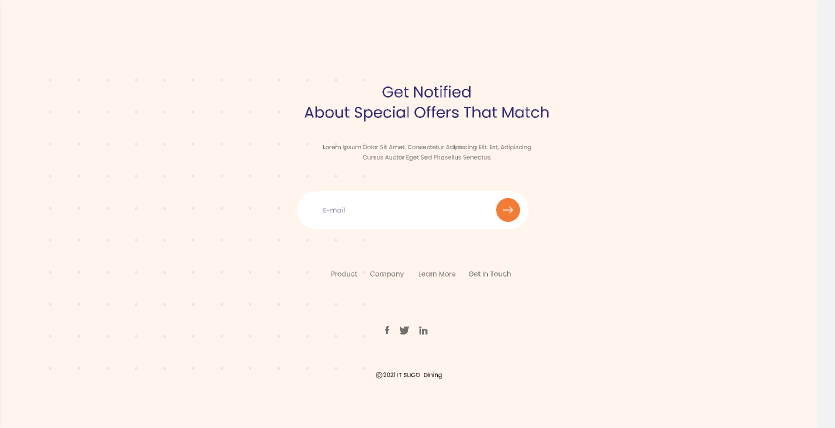 Get Notified
About Special Offers That Match
Lorem Ipsum Dolor Sit Amet, Consectetur Adipiscing Elit. Est, Adipiscing
Cursus Auctor Eget Sed Phasellus Senectus.
E-mail
Product Company Learn More Get In Touch
©2021 IT SLIGO Dining